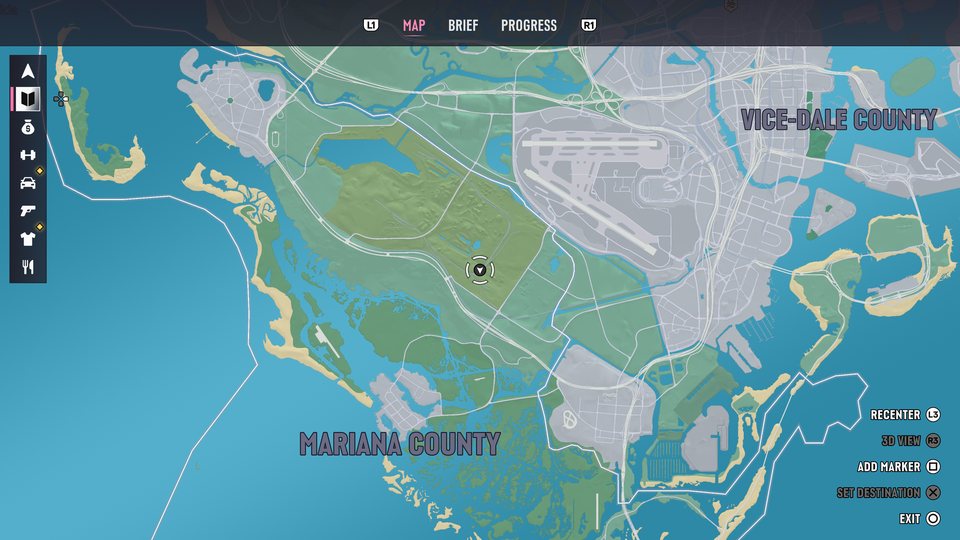 L1 MAP BRIEF PROGRESS R1
VICE-DALE COUNTY
MARIANA COUNTY
RECENTER L3
3D VIEW R3
ADD MARKER
SET DESTINATION
EXIT